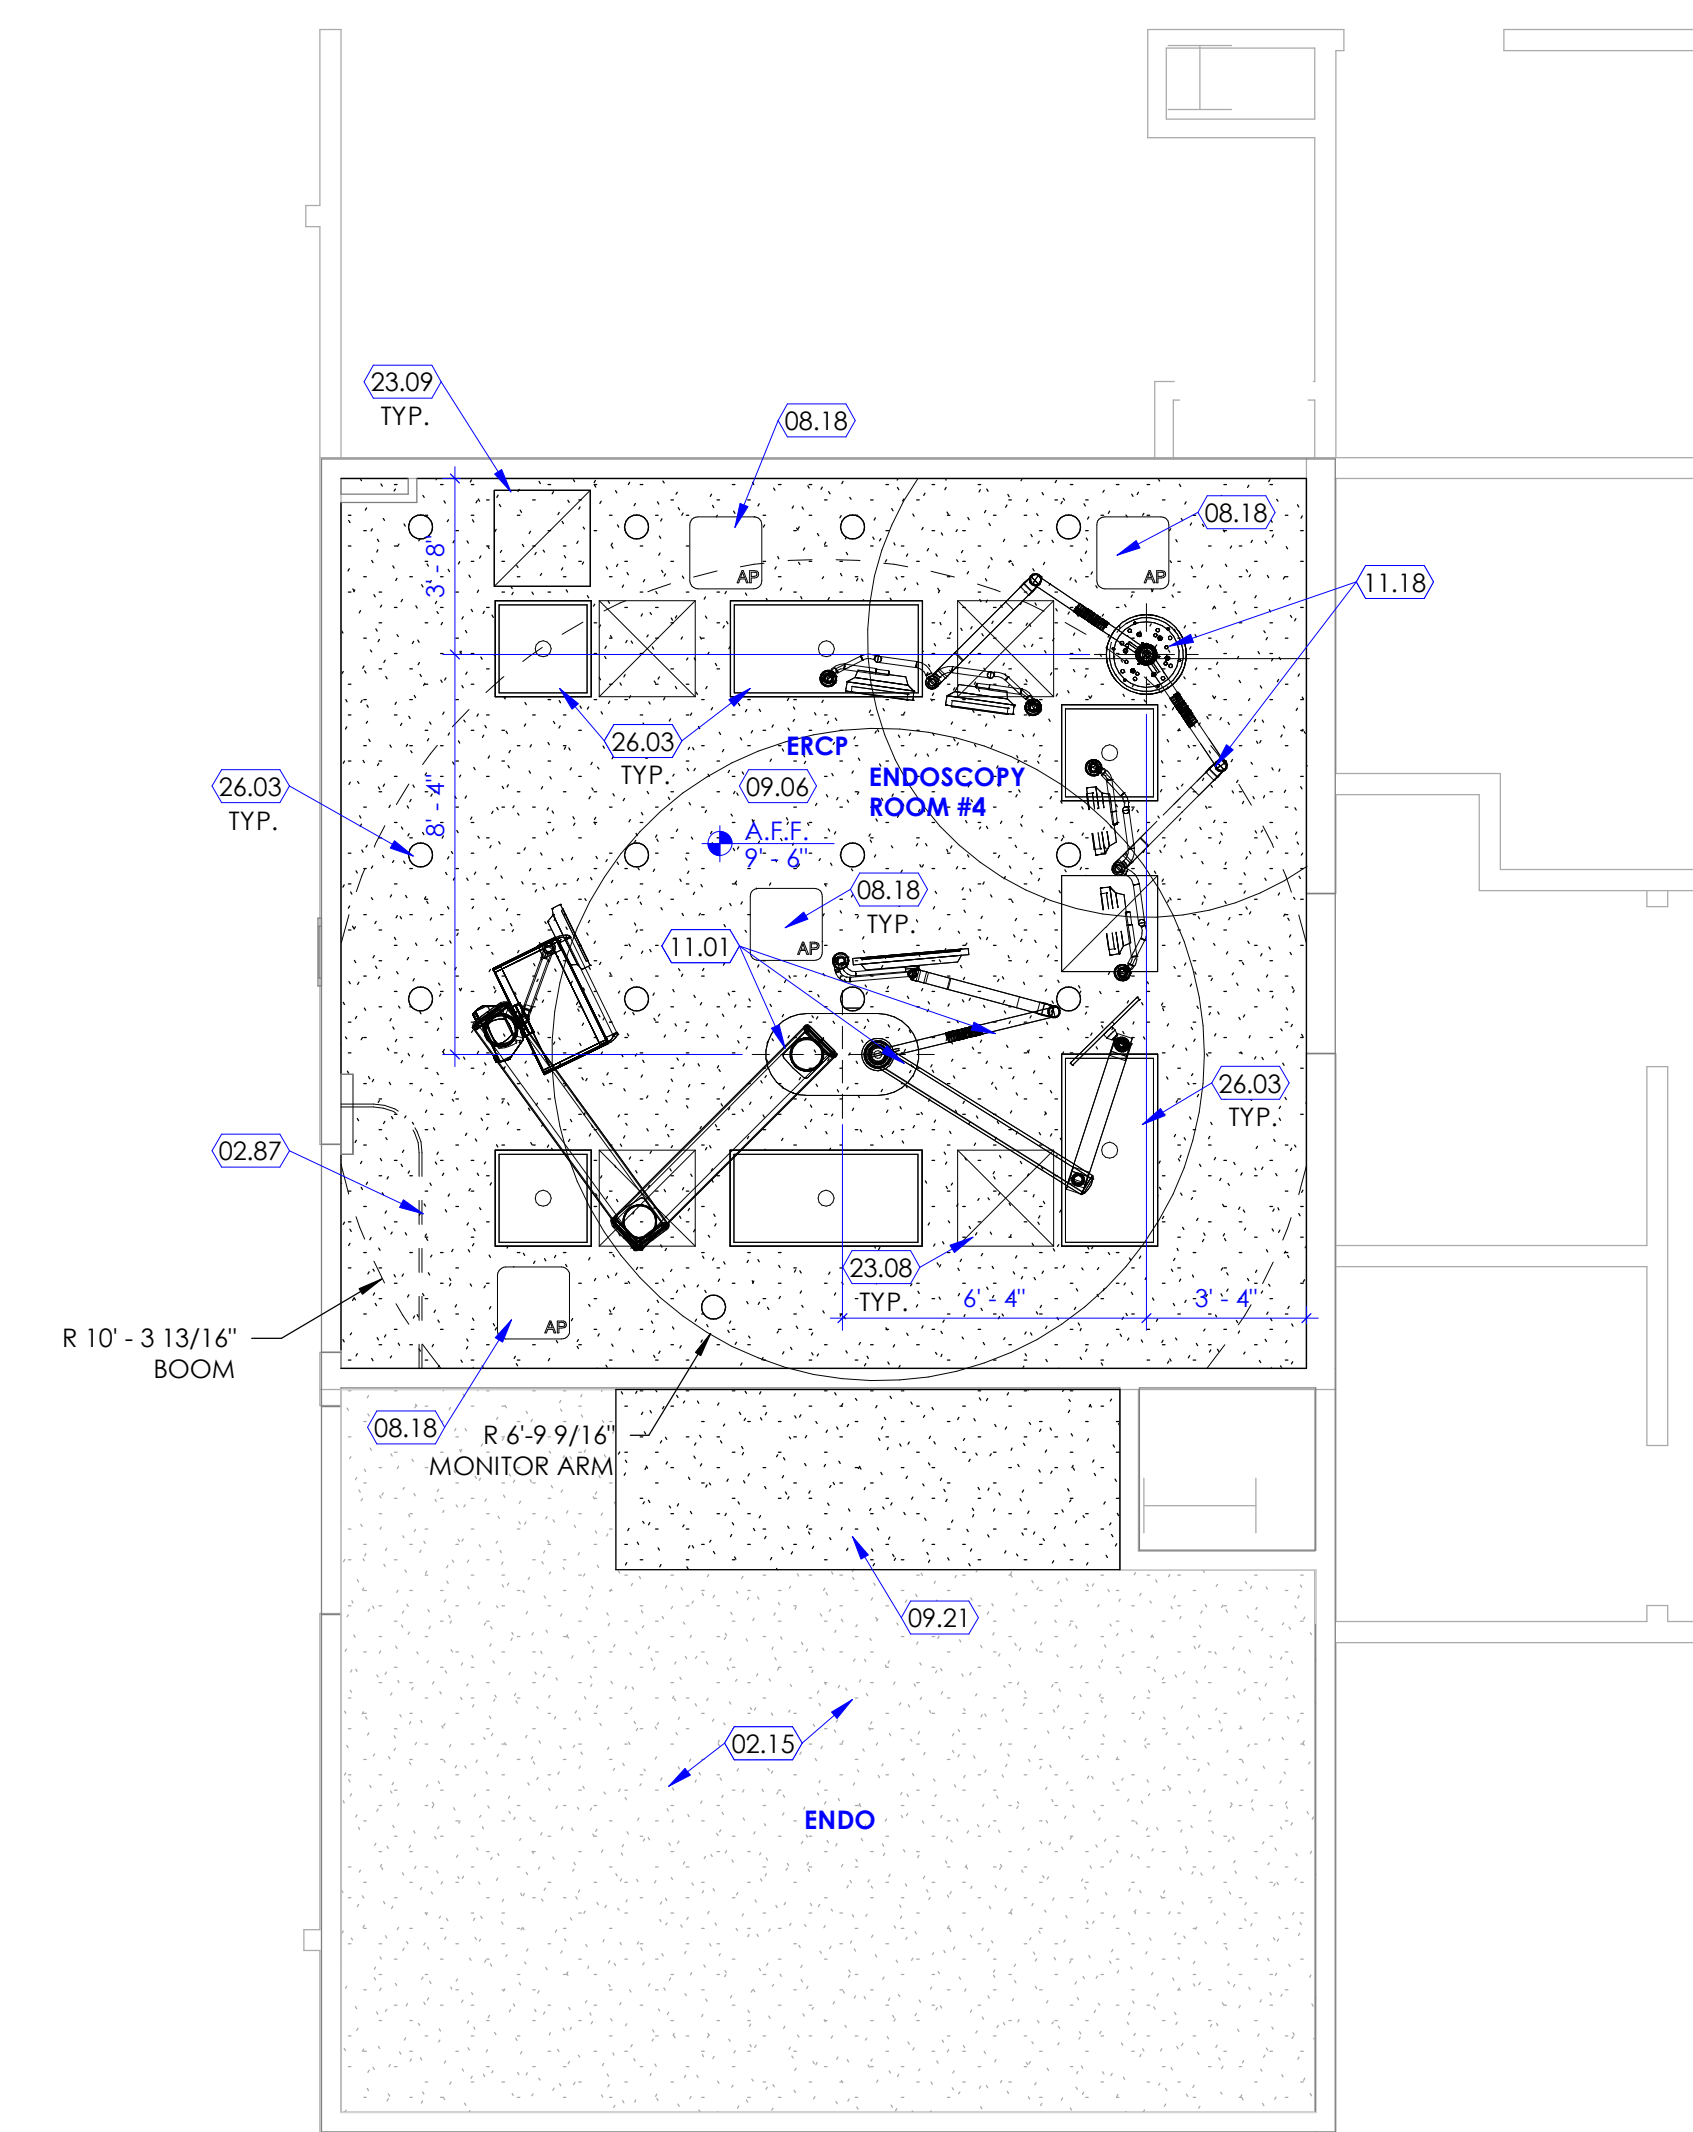 23.09
TYP.
08.18
08.18
AP
AP
3' - 8"
11.18
26.03
TYP.
ERCP
ENDOSCOPY
ROOM #4
09.06
26.03
TYP.
8' - 4"
A.F.F.
9' - 6"
08.18
TYP.
AP
11.01
26.03
TYP.
02.87
23.08
TYP.
6' - 4"
3' - 4"
AP
R 10' - 3 13/16"
BOOM
08.18
R 6'-9 9/16"
MONITOR ARM
09.21
02.15
ENDO